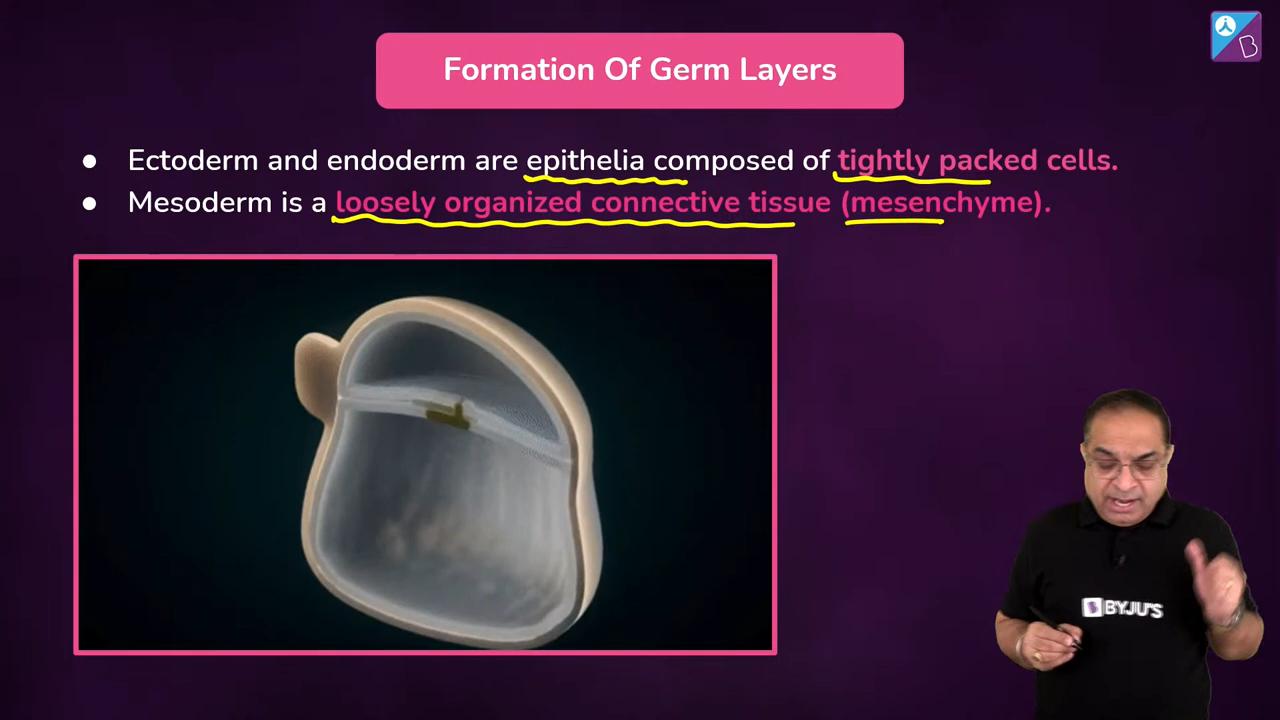 Formation Of Germ Layers
● Ectoderm and endoderm are epithelia composed of tightly packed cells.
● Mesoderm is a loosely organized connective tissue (mesenchyme).
BYJU'S